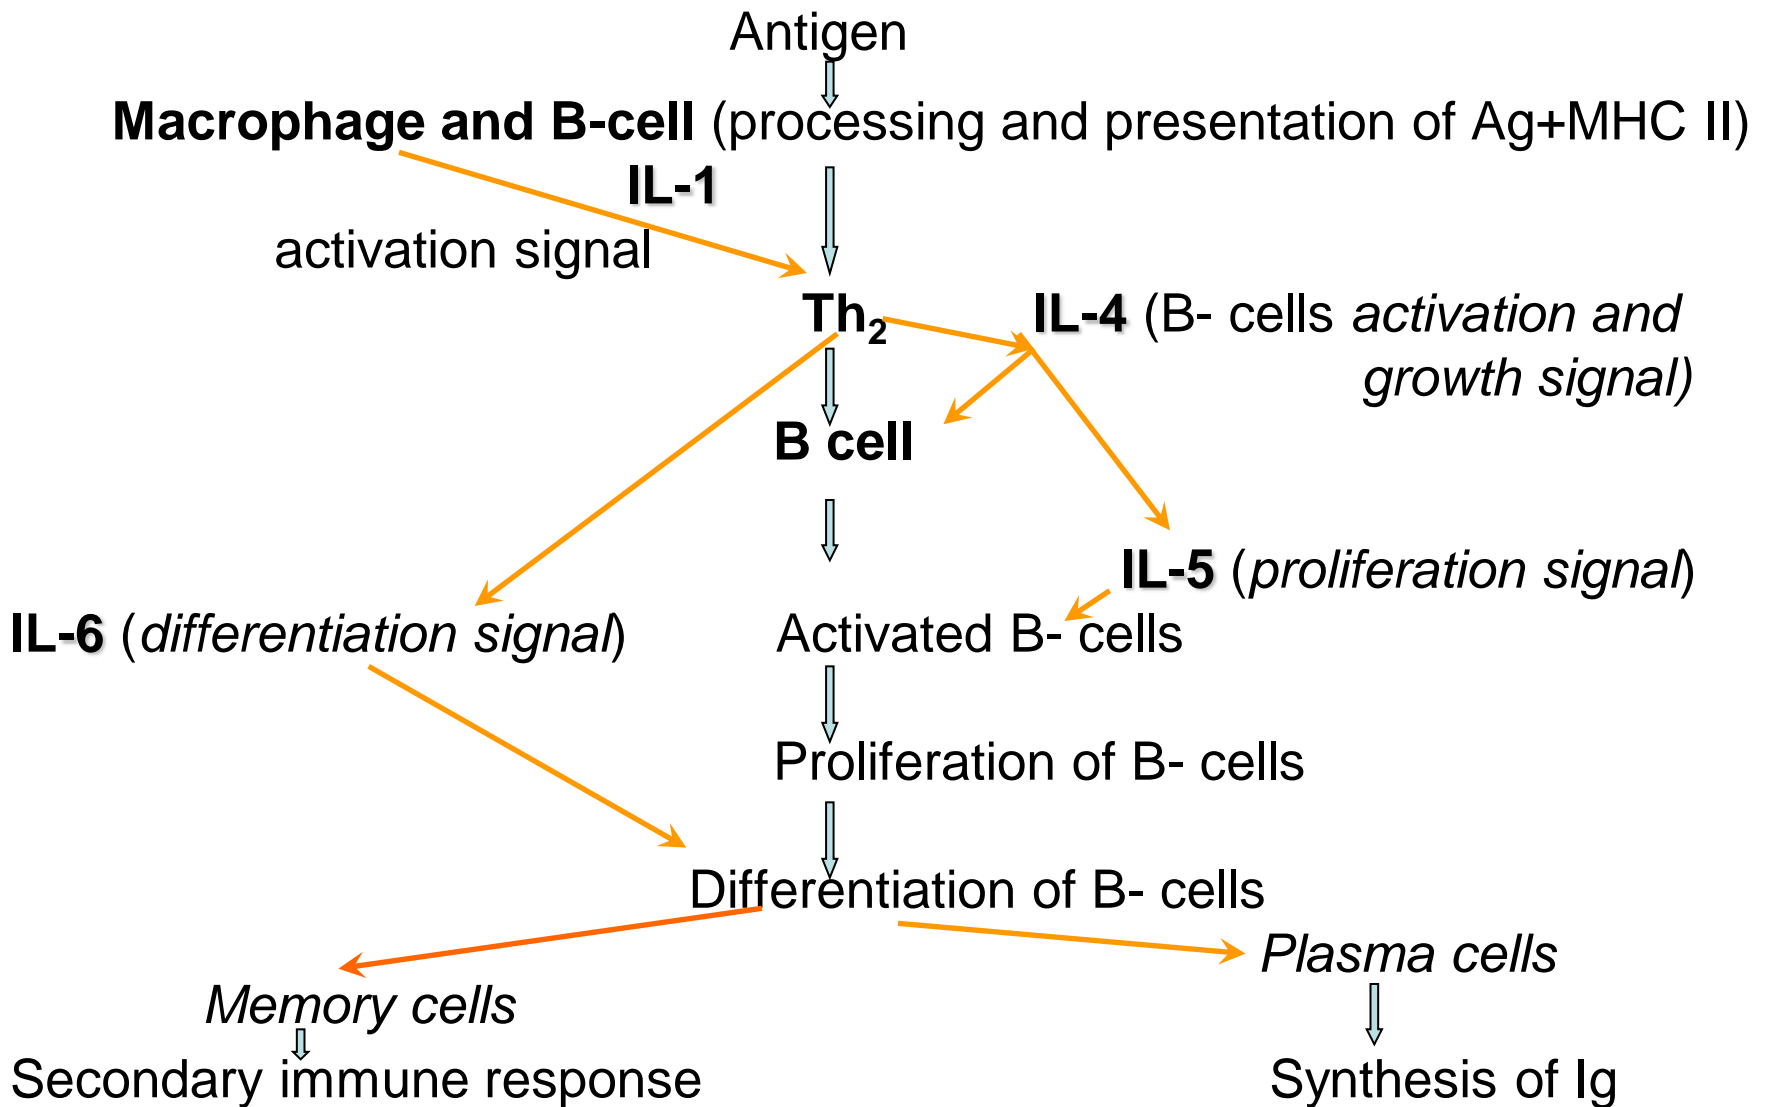 Antigen
Macrophage and B-cell (processing and presentation of Ag+MHC II)
IL-1
activation signal
Th2
IL-4 (B- cells activation and
growth signal)
B cell
IL-5 (proliferation signal)
IL-6 (differentiation signal)
Activated B- cells
Proliferation of B- cells
Differentiation of B- cells
Plasma cells
Memory cells
Secondary immune response
Synthesis of Ig